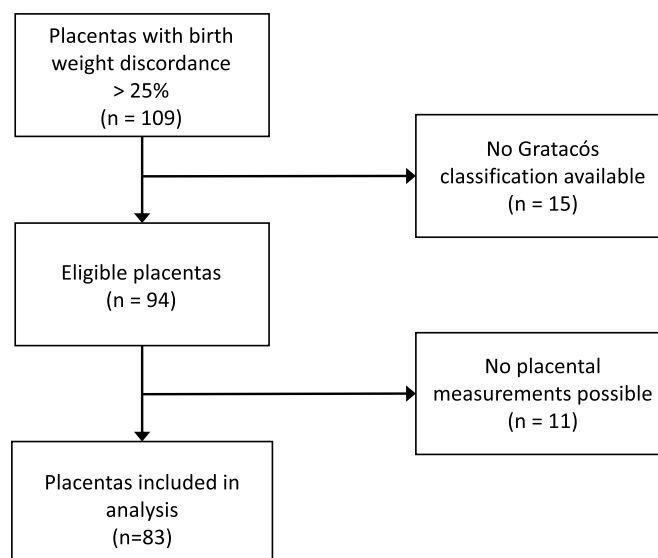 Placentas with birth
weight discordance
> 25%
(n = 109)
No Gratacós
classification available
(n = 15)
Eligible placentas
(n = 94)
No placental
measurements possible
(n = 11)
Placentas included in
analysis
(n=83)